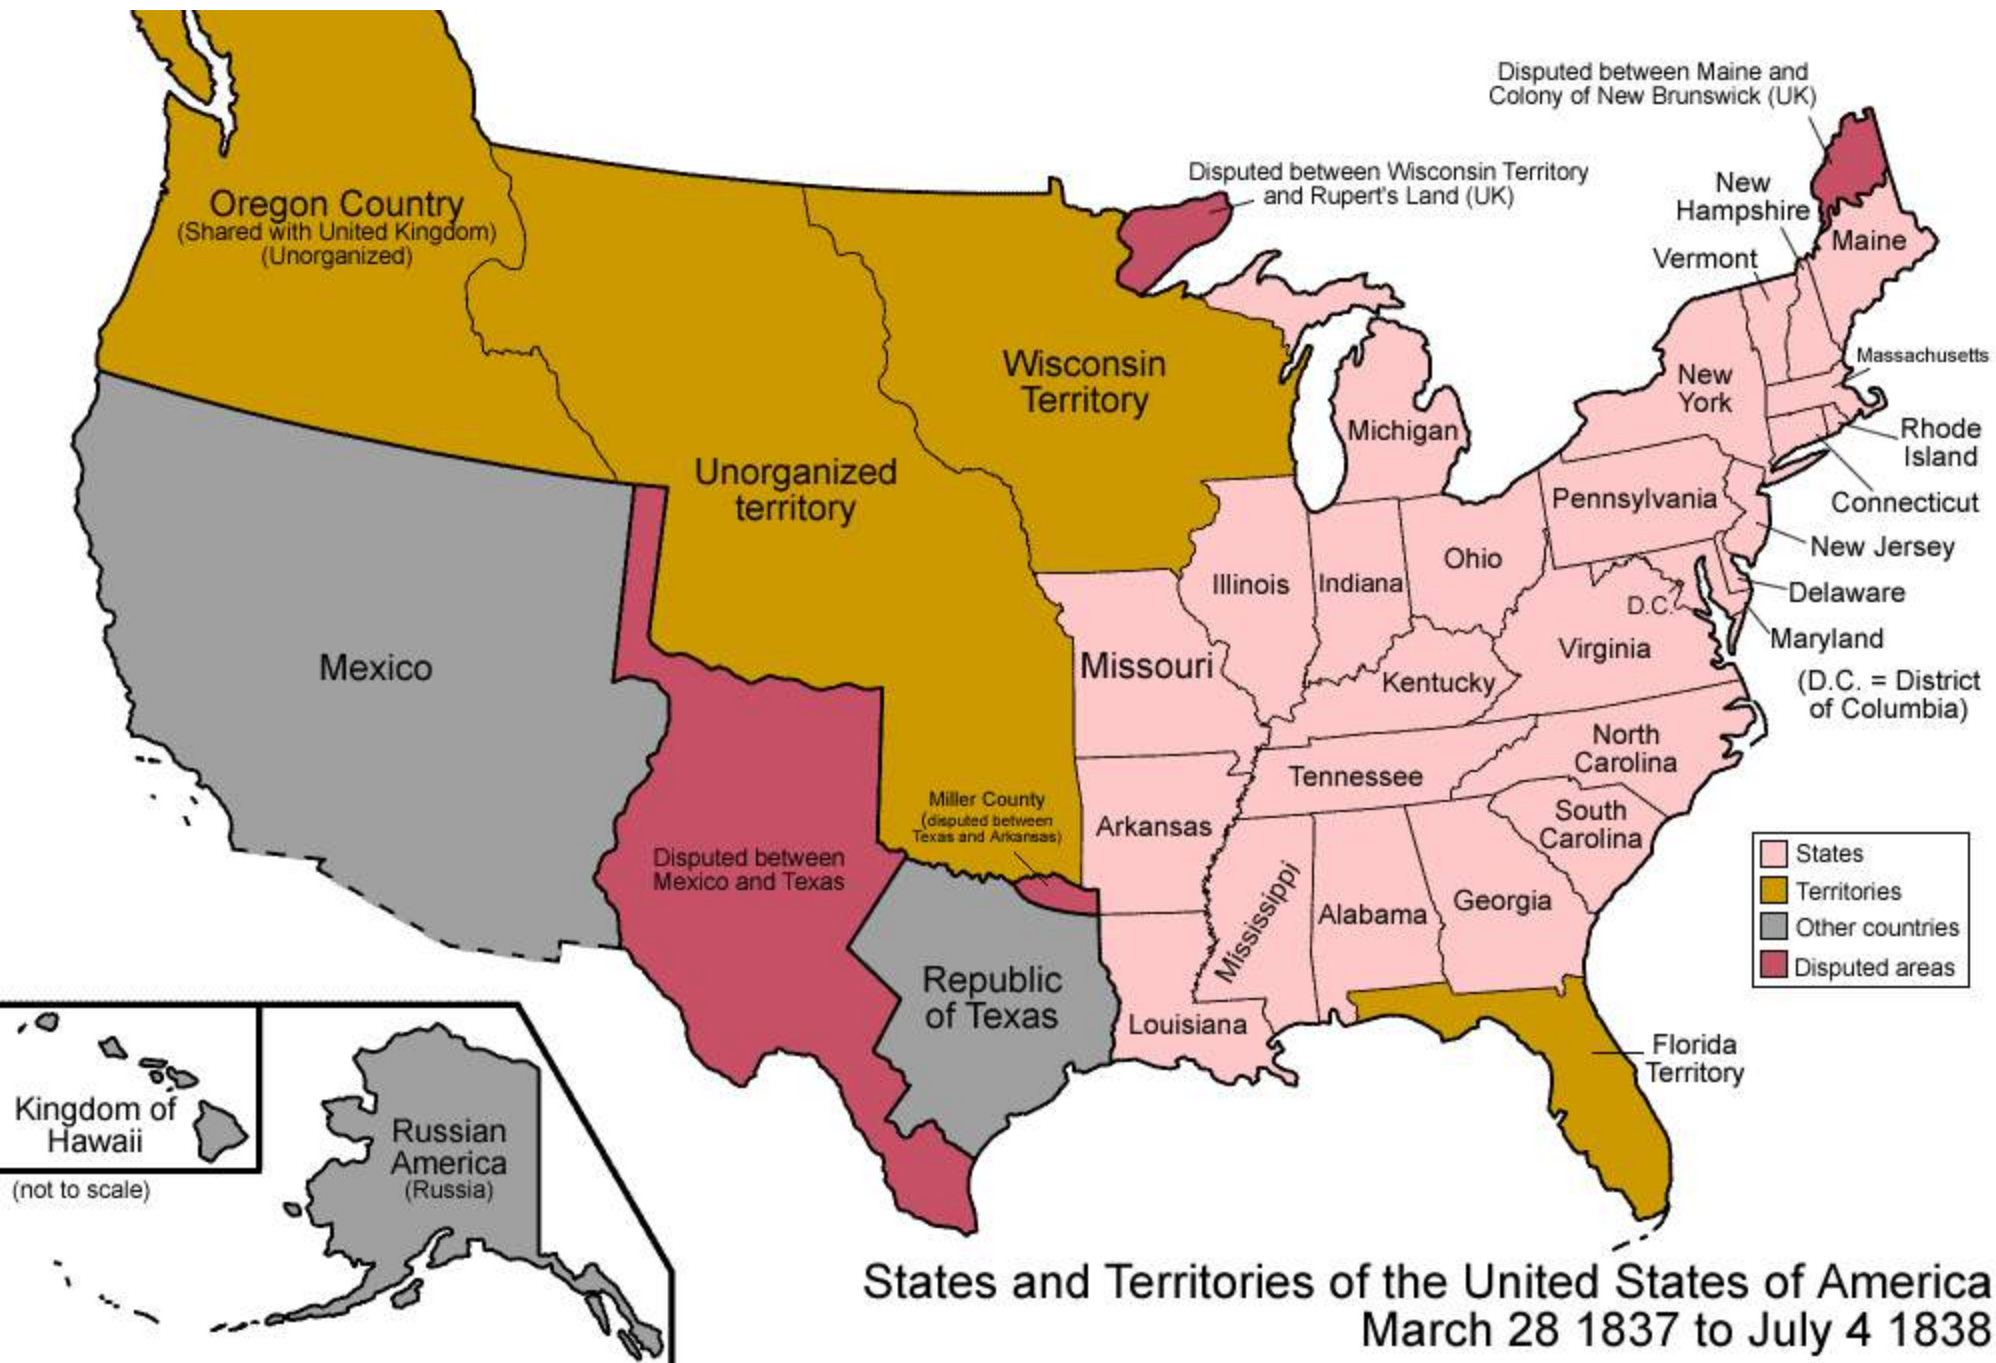 Disputed between Maine and
Colony of New Brunswick (UK)
Disputed between Wisconsin Territory
and Rupert's Land (UK)
New
Hampshire
Vermont
Maine
Oregon Country
(Shared with United Kingdom)
(Unorganized)
Wisconsin
Territory
Michigan
New
York
Massachusetts
Rhode
Island
Connecticut
Unorganized
territory
Pennsylvania
New Jersey
Ohio
Illinois
Indiana
D.C.
Delaware
Maryland
(D.C. = District
of Columbia)
Mexico
Missouri
Kentucky
Virginia
North
Carolina
Tennessee
South
Carolina
Miller County
(disputed between
Texas and Arkansas)
Arkansas
Disputed between
Mexico and Texas
Mississippi
Alabama
Georgia
States
Territories
Other countries
Disputed areas
Republic
of Texas
Louisiana
Florida
Territory
Kingdom of
Hawaii
(not to scale)
Russian
America
(Russia)
States and Territories of the United States of America
March 28 1837 to July 4 1838